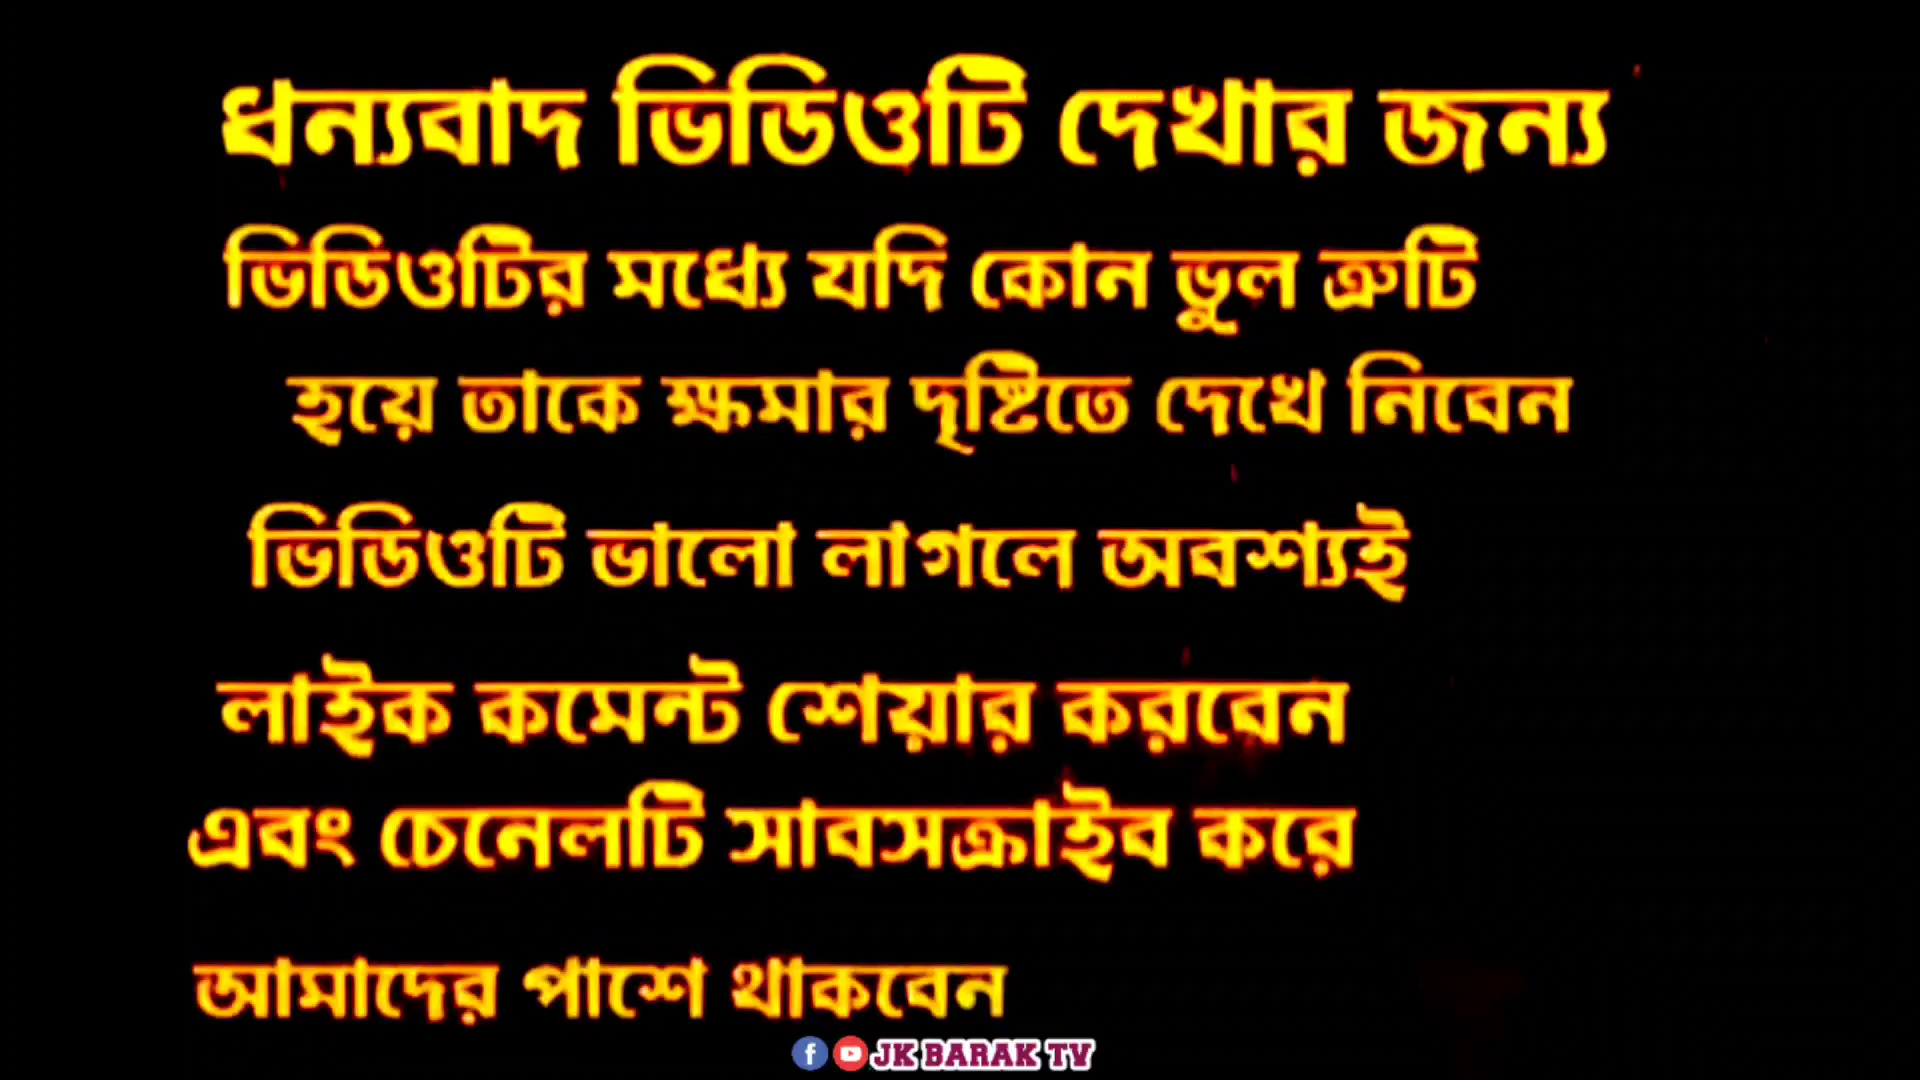 ধন্যবাদ ভিডিওটি দেখার জন্য
ভিডিওটির মধ্যে যদি কোন ভুল ত্রুটি
হয়ে তাকে ক্ষমার দৃষ্টিতে দেখে নিবেন
ভিডিওটি ভালো লাগলে অবশ্যই
লাইক কমেন্ট শেয়ার করবেন
এবং চেনেলটি সাবসক্রাইব করে
আমাদের পাশে থাকবেন
JK BARAK TV